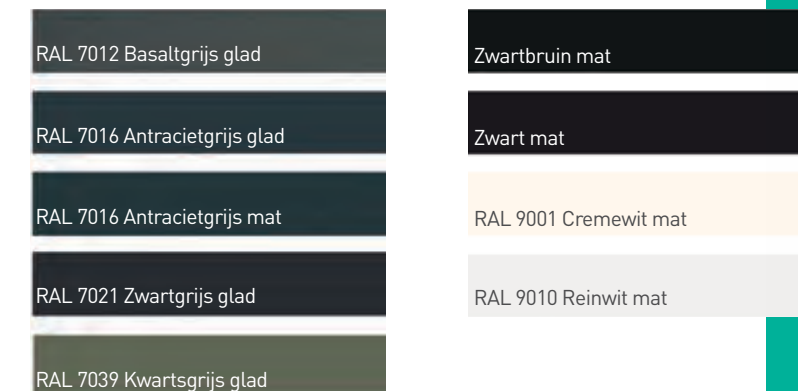 RAL 7012 Basaltgrijs glad
RAL 7016 Antracietgrijs glad
RAL 7016 Antracietgrijs mat
RAL 7021 Zwartgrijs glad
RAL 7039 Kwartsgrijs glad
Zwartbruin mat
Zwart mat
RAL 9001 Cremewit mat
RAL 9010 Reinwit mat